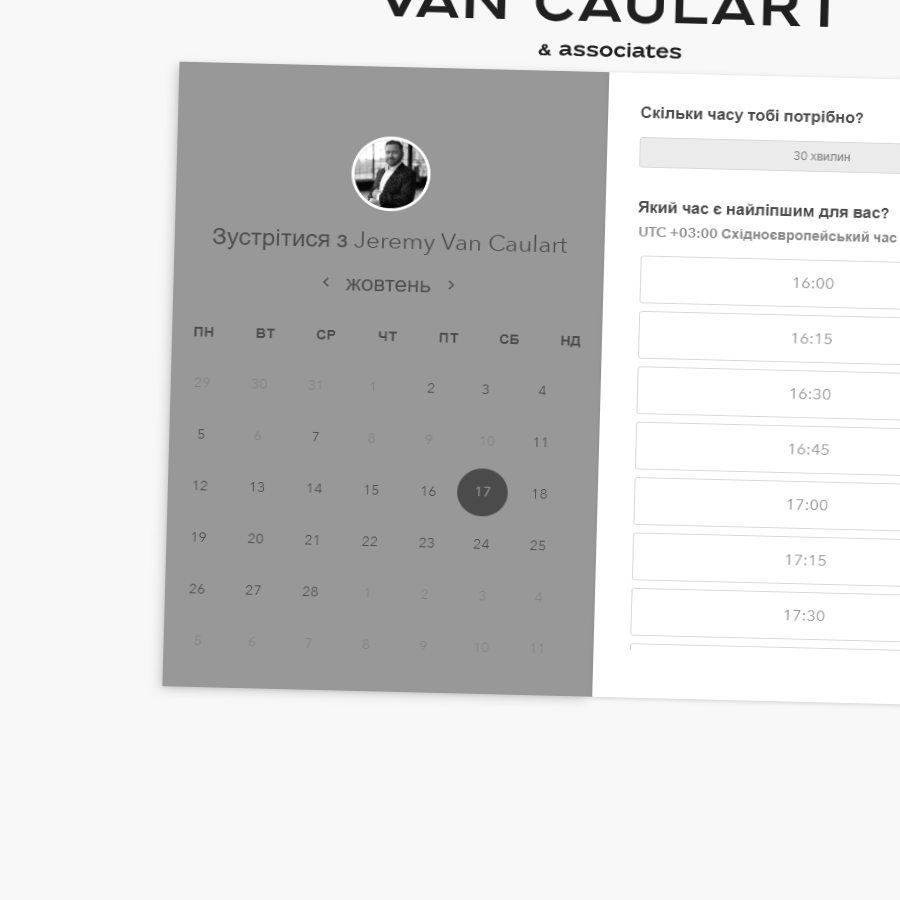 VAN CAULART
& associates
Зустрітися з Jeremy Van Caulart
‹ жовтень ›
ПН ВТ СР ЧТ ПТ СБ НД
29 30 31 1 2 3 4
5 6 7 8 9 10 11
12 13 14 15 16 17 18
19 20 21 22 23 24 25
26 27 28 1 2 3 4
5 6 7 8 9 10 11
Скільки часу тобі потрібно?
30 хвилин
Який час є найліпшим для вас?
UTC +03:00 Східноєвропейський час
16:00
16:15
16:30
16:45
17:00
17:15
17:30